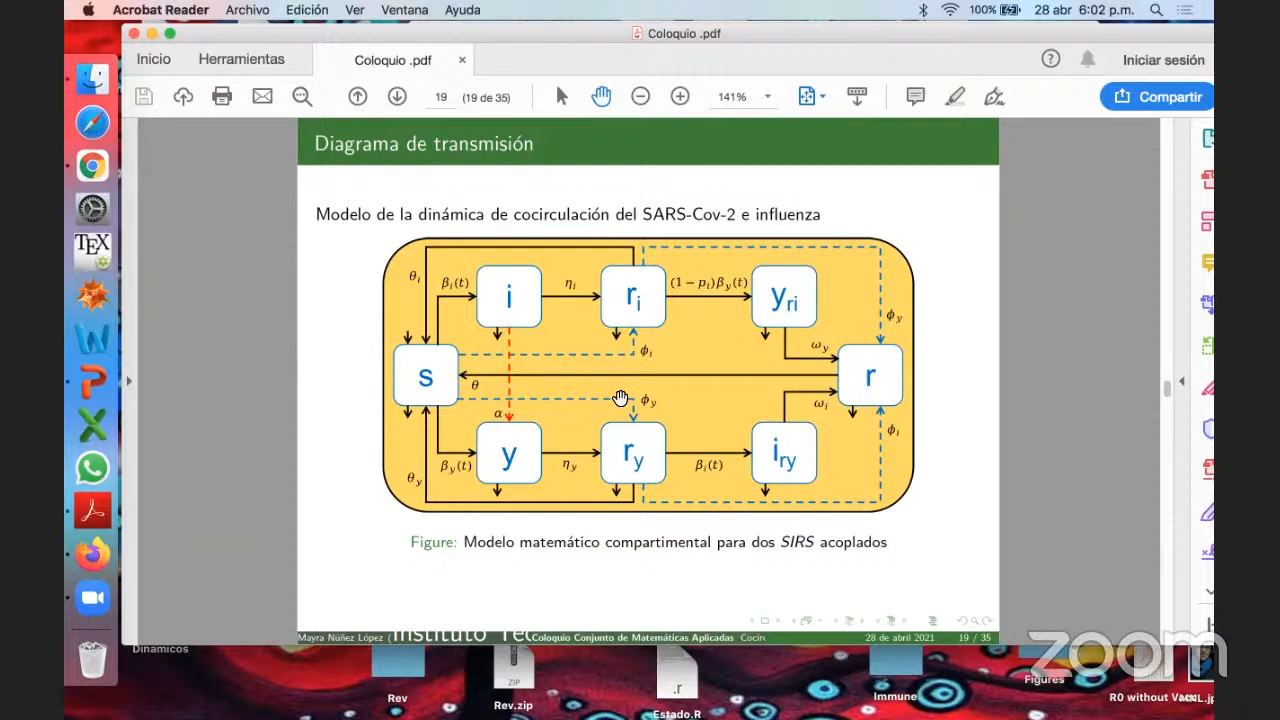 Acrobat Reader Archivo Edición Ver Ventana Ayuda 100% 28 abr 6:02 p.m.
Coloquio .pdf
Inicio Herramientas Coloquio .pdf × Iniciar sesión
19 (19 de 35) 141% Compartir
Diagrama de transmisión
Modelo de la dinámica de cocirculación del SARS-Cov-2 e influenza
θi βi(t) i ηi ri (1−pi)βy(t) yri ϕy
ϕi ωy
s θ r
α ϕy ωi ϕi
θy βy(t) y ηy ry βi(t) iry
Figure: Modelo matemático compartimental para dos SIRS acoplados
Mayra Núñez López ( Coloquio Conjunto de Matemáticas Aplicadas 28 de abril 2021 19 / 35
TEX
zoom
Dinámicos Rev ZIP Rev.zip .r Estado.R Immune Figures R0 without Vacc